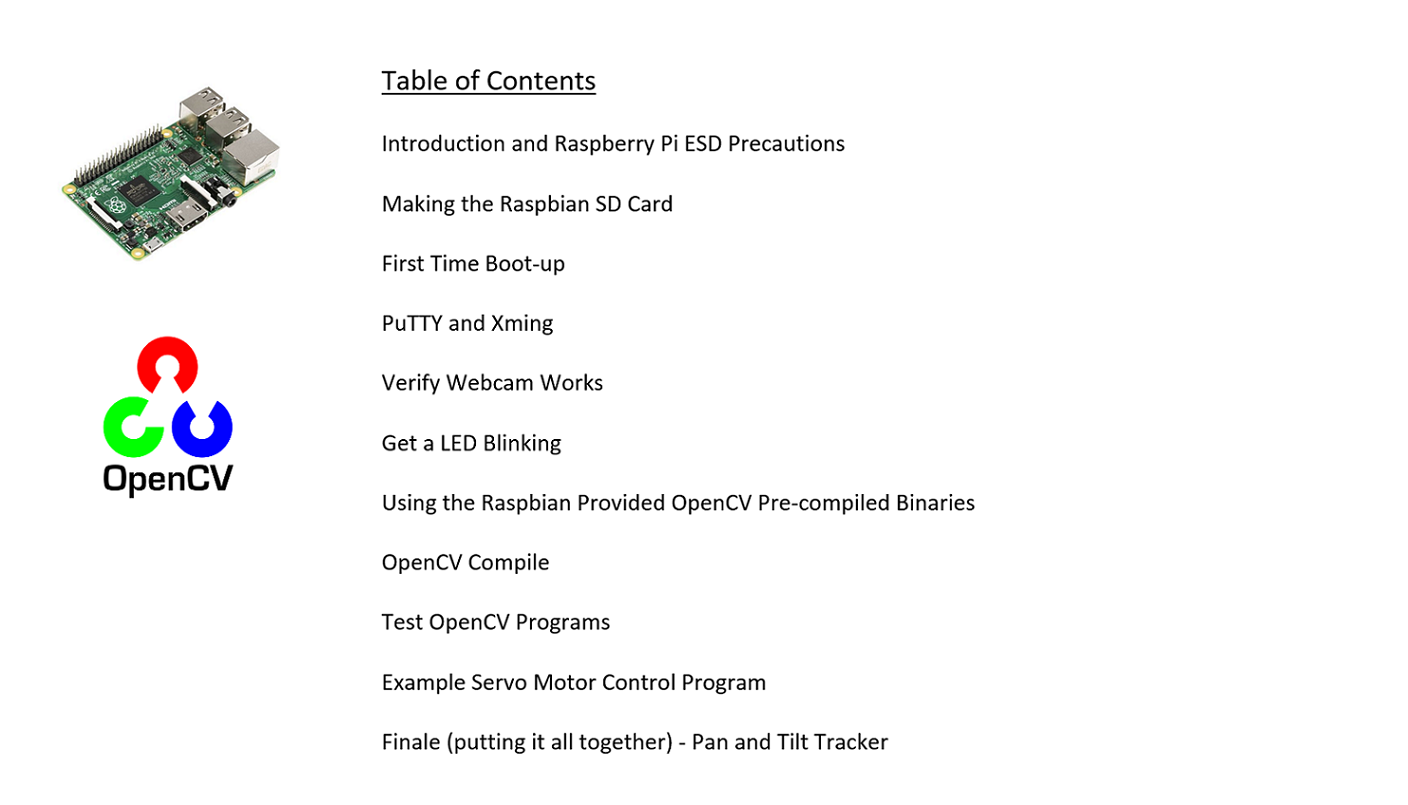 Table of Contents
Introduction and Raspberry Pi ESD Precautions
Making the Raspbian SD Card
First Time Boot-up
PuTTY and Xming
Verify Webcam Works
Get a LED Blinking
OpenCV
Using the Raspbian Provided OpenCV Pre-compiled Binaries
OpenCV Compile
Test OpenCV Programs
Example Servo Motor Control Program
Finale (putting it all together) - Pan and Tilt Tracker